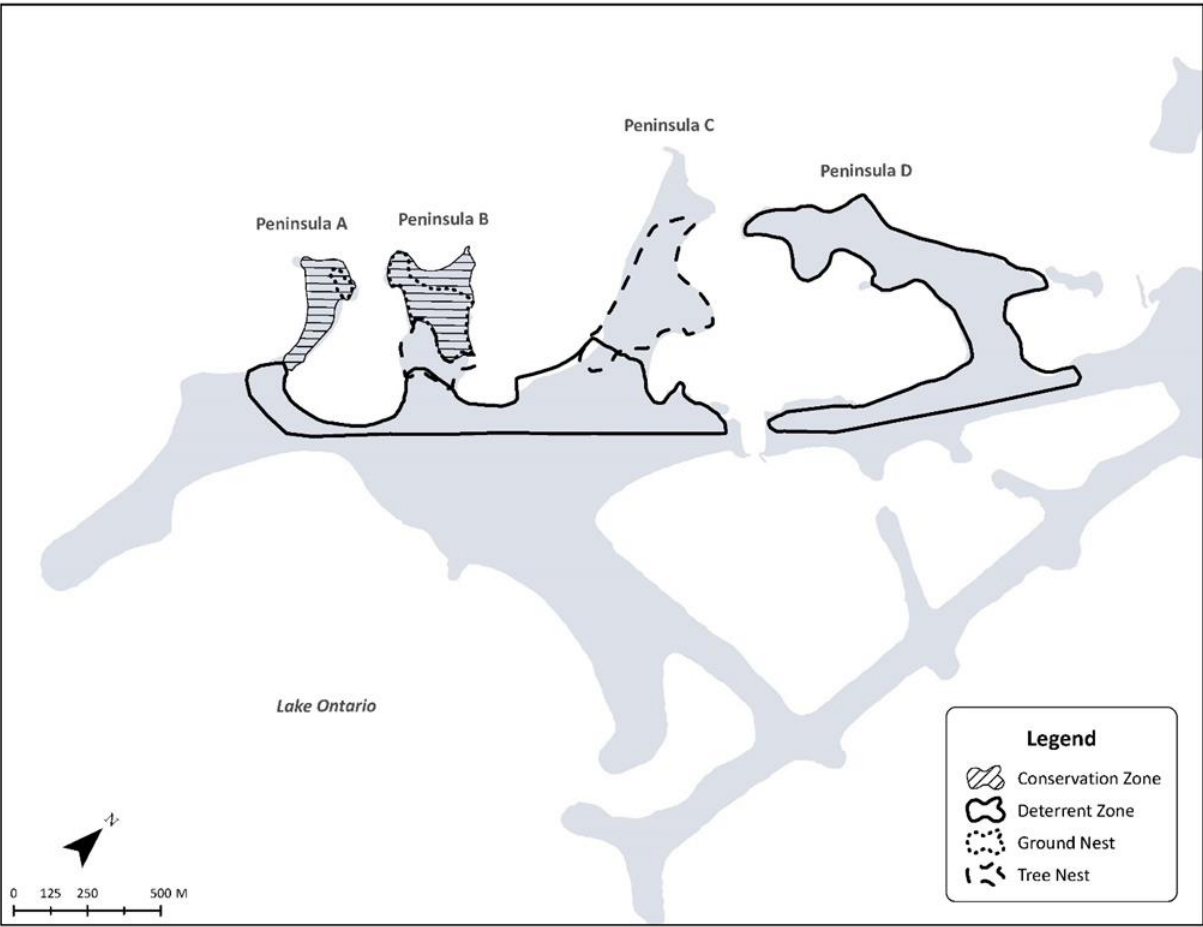 Peninsula C
Peninsula D
Peninsula A
Peninsula B
Lake Ontario
Legend
Conservation Zone
Deterrent Zone
Ground Nest
Tree Nest
N
0 125 250 500 M